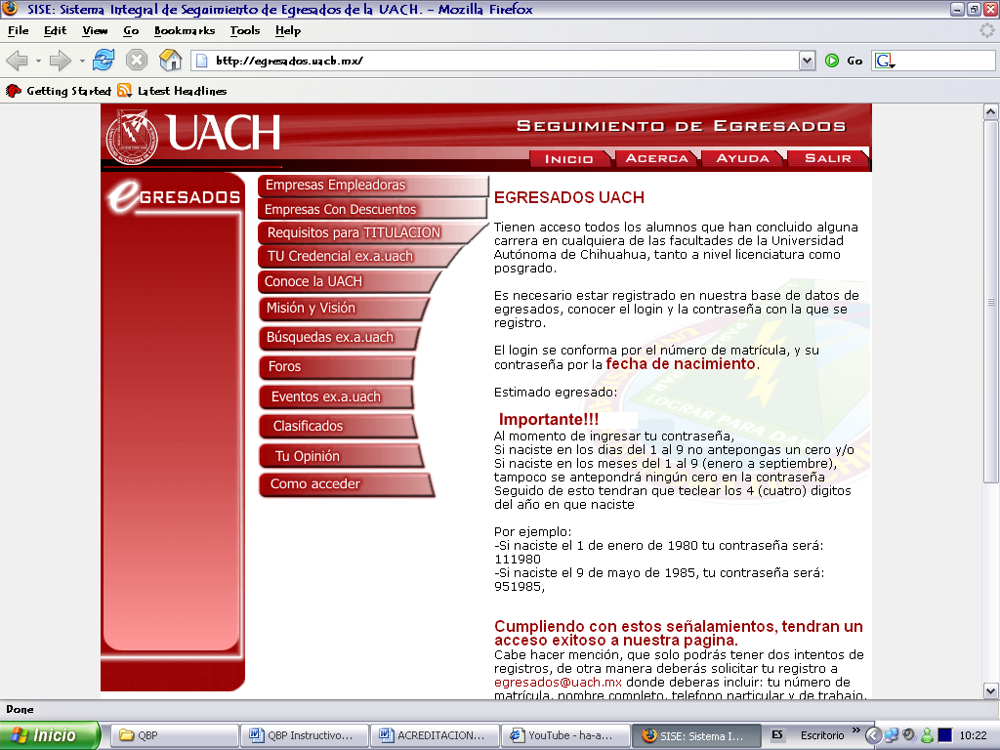 SISE: Sistema Integral de Segaimiento de Egresados de la UACH. - Mozilla Firefox
File Edit View Go Bookmarks Tools Help
http://egresados.uach.mx/
Go
G
Getting Started Latest Headlines
UACH
SEGUIMIENTO DE EGRESADOS
INICIO ACERCA AYUDA SALIR
eGRESADOS
Empresas Empleadoras
Empresas Con Descuentos
Requisitos para TITULACION
TU Credencial ex.a.uach
Conoce la UACH
Misión y Visión
Búsquedas ex.a.uach
Foros
Eventos ex.a.uach
Clasificados
Tu Opinión
Como acceder
EGRESADOS UACH
Tienen acceso todos los alumnos que han concluido alguna
carrera en cualquiera de las facultades de la Universidad
Autónoma de Chihuahua, tanto a nivel licenciatura como
posgrado.
Es necesario estar registrado en nuestra base de datos de
egresados, conocer el login y la contraseña con la que se
registro.
El login se conforma por el número de matrícula, y su
contraseña por la fecha de nacimiento.
Estimado egresado:
Importante!!!
Al momento de ingresar tu contraseña,
Si naciste en los dias del 1 al 9 no antepongas un cero y/o
Si naciste en los meses del 1 al 9 (enero a septiembre),
tampoco se antepondrá ningún cero en la contraseña
Seguido de esto tendran que teclear los 4 (cuatro) digitos
del año en que naciste
Por ejemplo:
-Si naciste el 1 de enero de 1980 tu contraseña será:
111980
-Si naciste el 9 de mayo de 1985, tu contraseña será:
951985,
Cumpliendo con estos señalamientos, tendran un
acceso exitoso a nuestra pagina.
Cabe hacer mención, que solo podrás tener dos intentos de
registros, de otra manera deberás solicitar tu registro a
egresados@uach.mx donde deberas incluir: tu número de
matrícula, nombre completo, telefono particular y de trabajo,
LOGRAR PARA DAR
Done
Inicio
QBP
QBP Instructivo...
ACREDITACION...
YouTube - ha-a...
SISE: Sistema I...
ES
Escritorio
10:22